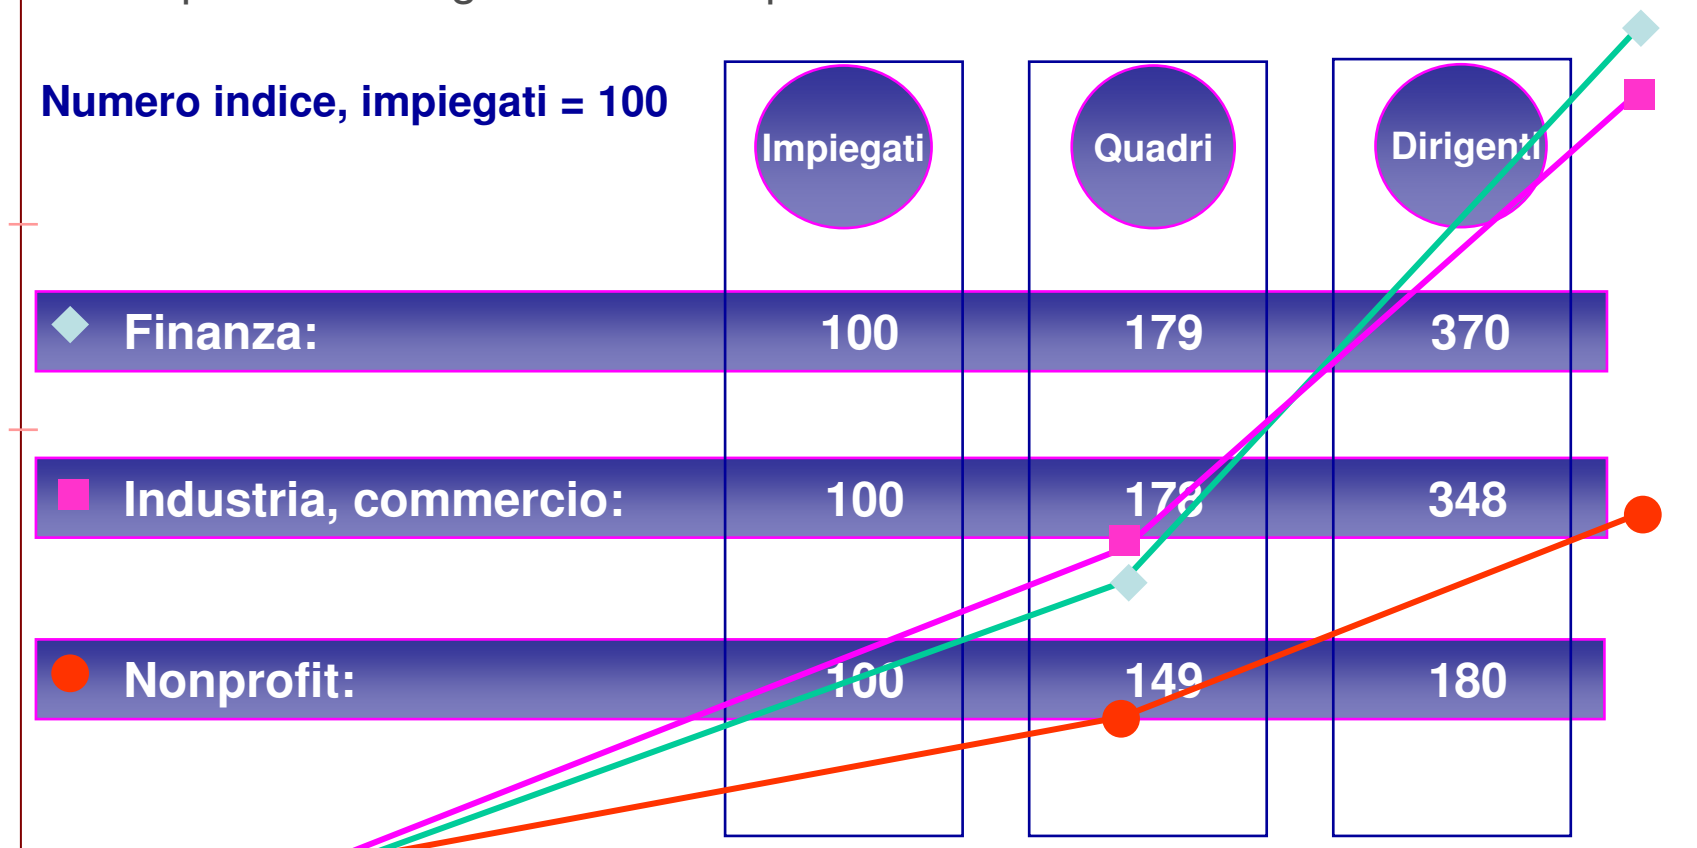 Numero indice, impiegati = 100
Impiegati Quadri Dirigenti
Finanza: 100 179 370
Industria, commercio: 100 178 348
Nonprofit: 100 149 180